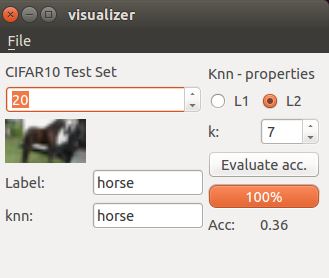 visualizer
File
CIFAR10 Test Set
20
Label: horse
knn: horse
Knn - properties
L1 L2
k: 7
Evaluate acc.
100%
Acc: 0.36